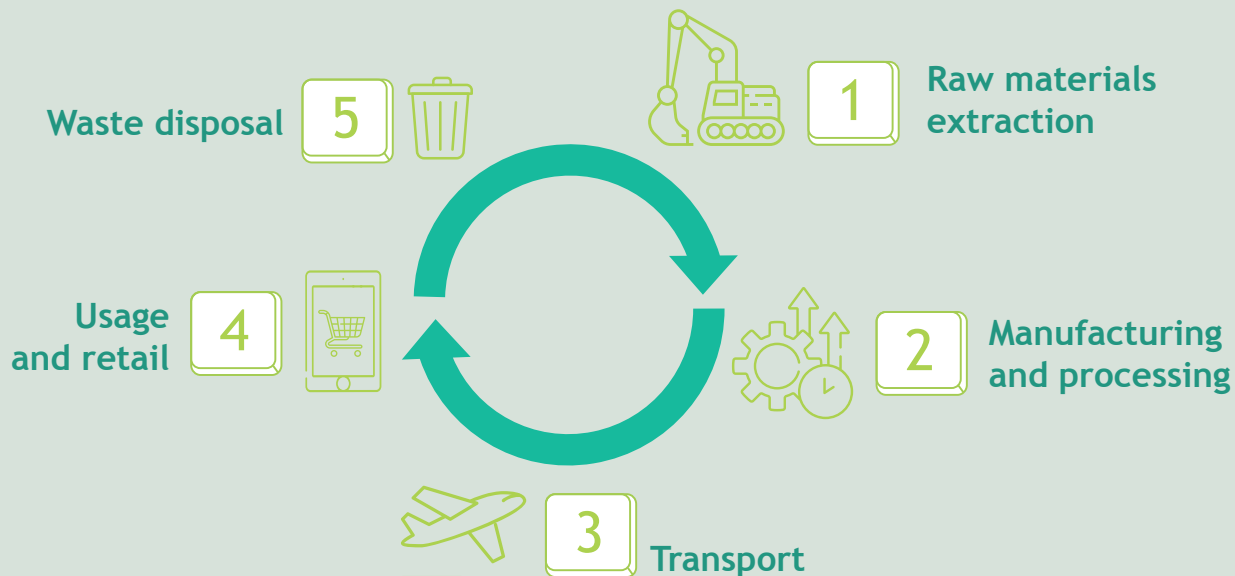 1
Raw materials
extraction
2
Manufacturing
and processing
3
Transport
4
Usage
and retail
5
Waste disposal